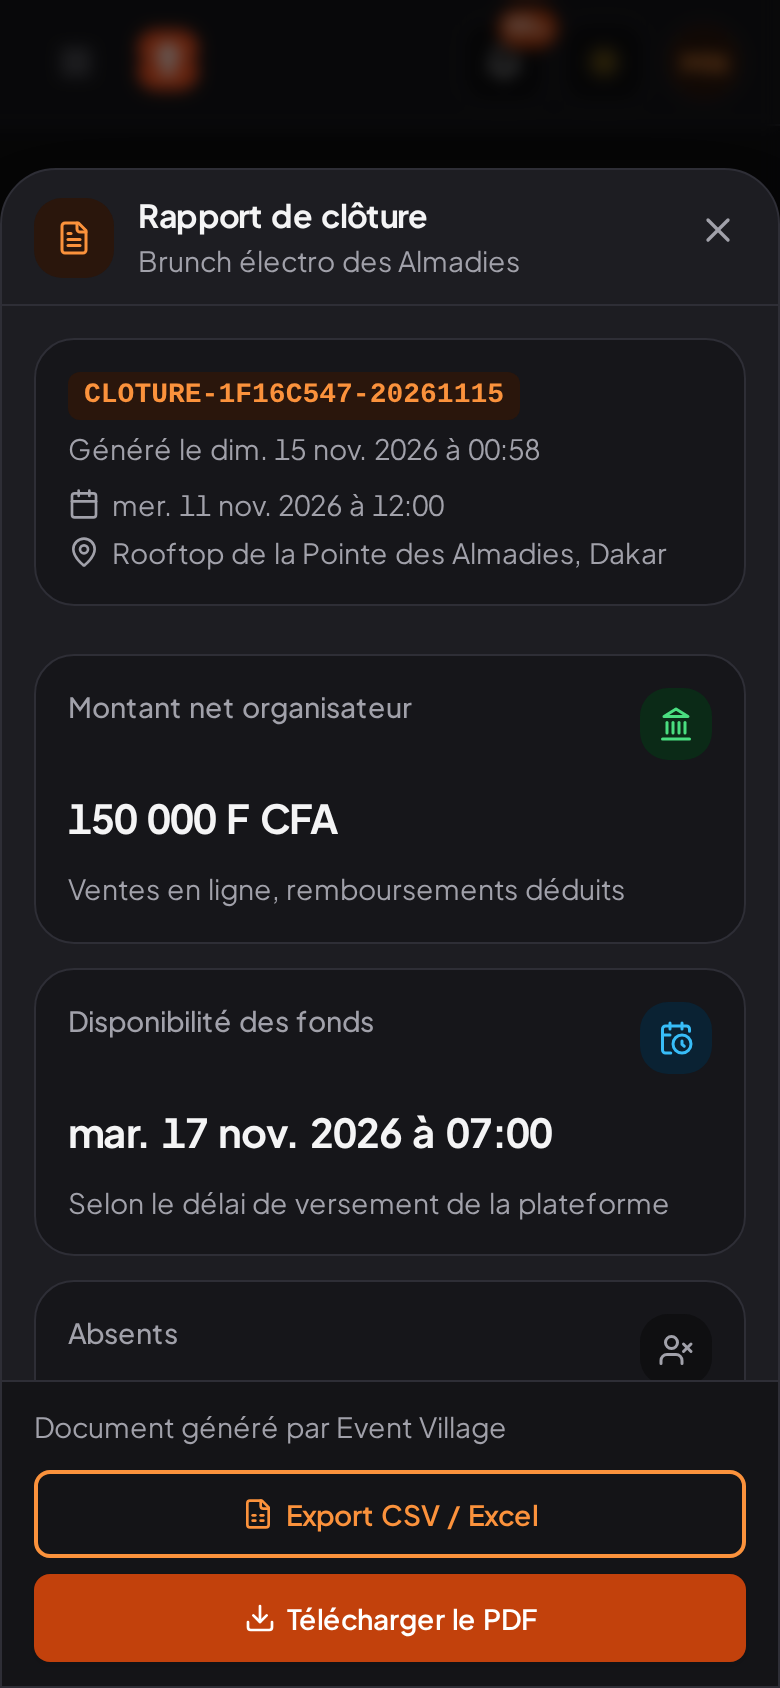 Rapport de clôture
Brunch électro des Almadies
CLOTURE-1F16C547-20261115
Généré le dim. 15 nov. 2026 à 00:58
mer. 11 nov. 2026 à 12:00
Rooftop de la Pointe des Almadies, Dakar
Montant net organisateur
150 000 F CFA
Ventes en ligne, remboursements déduits
Disponibilité des fonds
mar. 17 nov. 2026 à 07:00
Selon le délai de versement de la plateforme
Absents
Document généré par Event Village
Export CSV / Excel
Télécharger le PDF